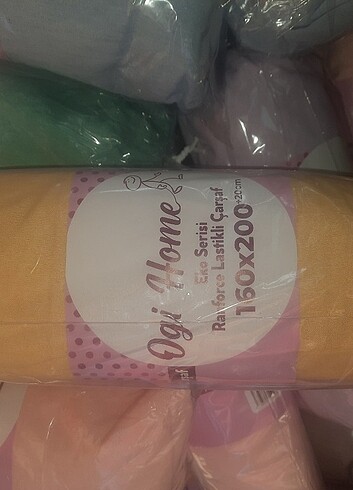 Ogi Home
Eko Serisi
Ranforce Lastikli Çarşaf
160x200+20cm